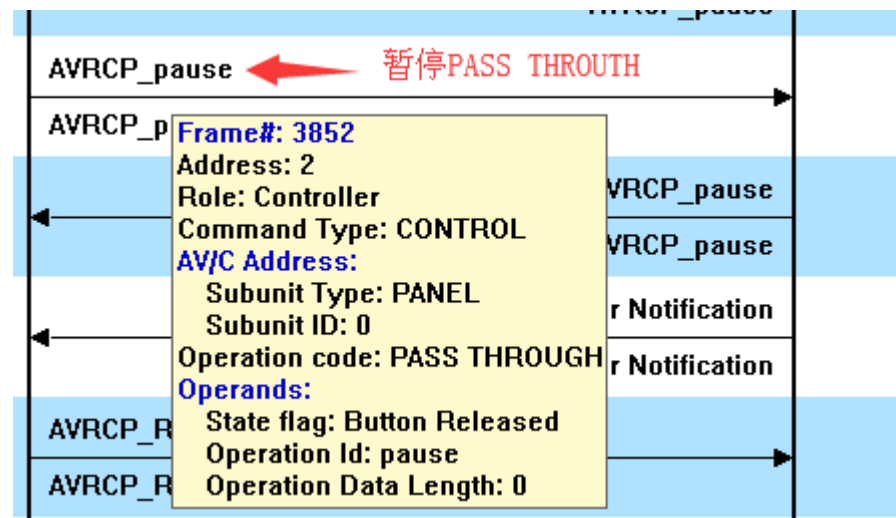 AVRCP_pause
暂停PASS THROUTH
AVRCP_p
Frame#: 3852
Address: 2
Role: Controller
VRCP_pause
Command Type: CONTROL
AV/C Address:
VRCP_pause
Subunit Type: PANEL
r Notification
Subunit ID: 0
Operation code: PASS THROUGH
r Notification
Operands:
AVRCP_R
State flag: Button Released
Operation Id: pause
AVRCP_R
Operation Data Length: 0